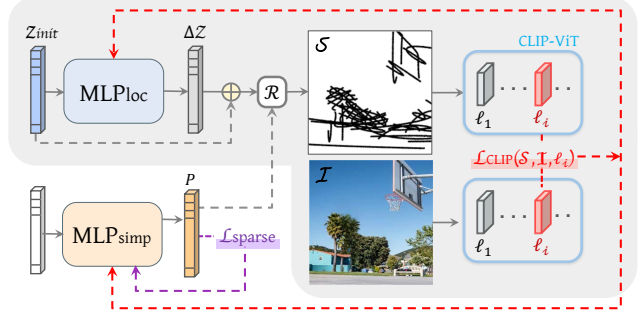 Zinit
ΔZ
MLPloc
R
S
CLIP-ViT
ℓ1 · · · ℓi · ·
LCLIP(S,I,ℓi)
P
I
MLPsimp
Lsparse
ℓ1 · · · ℓi · ·